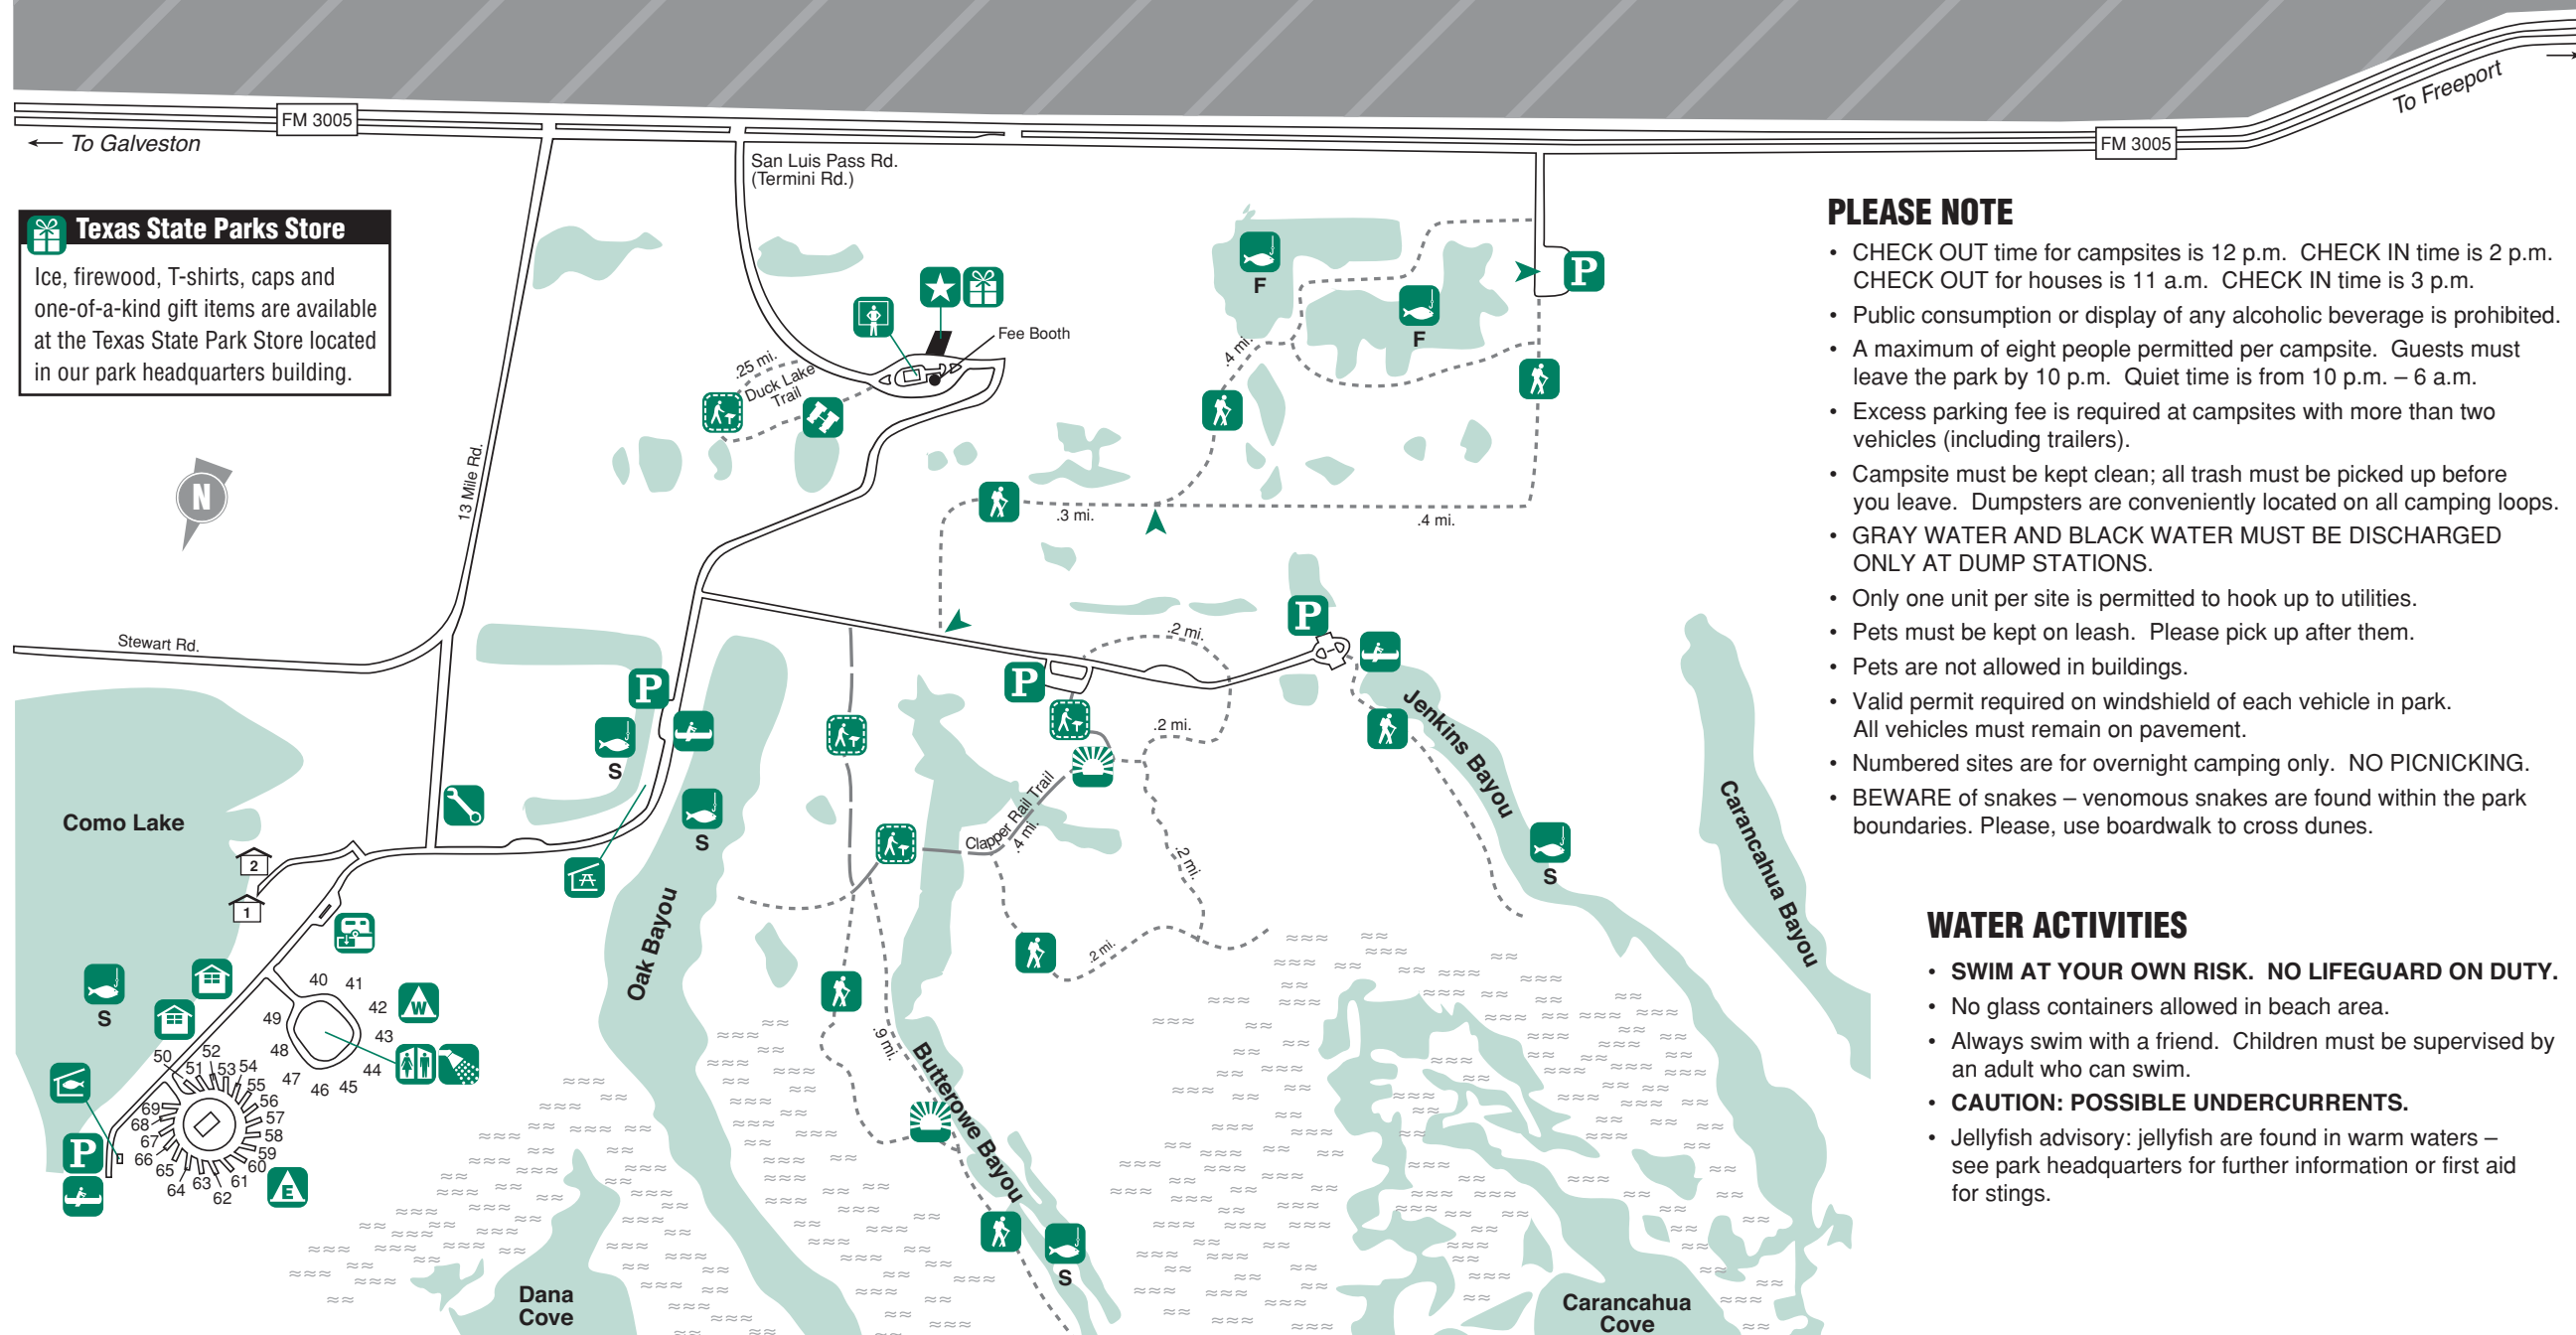 FM 3005
To Galveston
FM 3005
To Freeport
San Luis Pass Rd.
(Termini Rd.)
Texas State Parks Store
Ice, firewood, T-shirts, caps and
one-of-a-kind gift items are available
at the Texas State Park Store located
in our park headquarters building.
N
13 Mile Rd.
Stewart Rd.
Fee Booth
.25 mi.
Duck Lake
Trail
F
F
P
.4 mi.
.3 mi.
.4 mi.
P
.2 mi.
P
P
.2 mi.
S
S
Clapper Rail Trail
.4 mi.
.2 mi.
.2 mi.
Jenkins Bayou
S
Carancahua Bayou
Como Lake
2
1
S
Oak Bayou
40
41
42
43
44
45
46
47
48
49
W
50
51
52
53
54
55
56
57
58
59
60
61
62
63
64
65
66
67
68
69
P
E
.9 mi.
Butterowe Bayou
S
Dana
Cove
Carancahua
Cove
PLEASE NOTE
• CHECK OUT time for campsites is 12 p.m. CHECK IN time is 2 p.m.
CHECK OUT for houses is 11 a.m. CHECK IN time is 3 p.m.
• Public consumption or display of any alcoholic beverage is prohibited.
• A maximum of eight people permitted per campsite. Guests must
leave the park by 10 p.m. Quiet time is from 10 p.m. – 6 a.m.
• Excess parking fee is required at campsites with more than two
vehicles (including trailers).
• Campsite must be kept clean; all trash must be picked up before
you leave. Dumpsters are conveniently located on all camping loops.
• GRAY WATER AND BLACK WATER MUST BE DISCHARGED
ONLY AT DUMP STATIONS.
• Only one unit per site is permitted to hook up to utilities.
• Pets must be kept on leash. Please pick up after them.
• Pets are not allowed in buildings.
• Valid permit required on windshield of each vehicle in park.
All vehicles must remain on pavement.
• Numbered sites are for overnight camping only. NO PICNICKING.
• BEWARE of snakes – venomous snakes are found within the park
boundaries. Please, use boardwalk to cross dunes.
WATER ACTIVITIES
• SWIM AT YOUR OWN RISK. NO LIFEGUARD ON DUTY.
• No glass containers allowed in beach area.
• Always swim with a friend. Children must be supervised by
an adult who can swim.
• CAUTION: POSSIBLE UNDERCURRENTS.
• Jellyfish advisory: jellyfish are found in warm waters –
see park headquarters for further information or first aid
for stings.